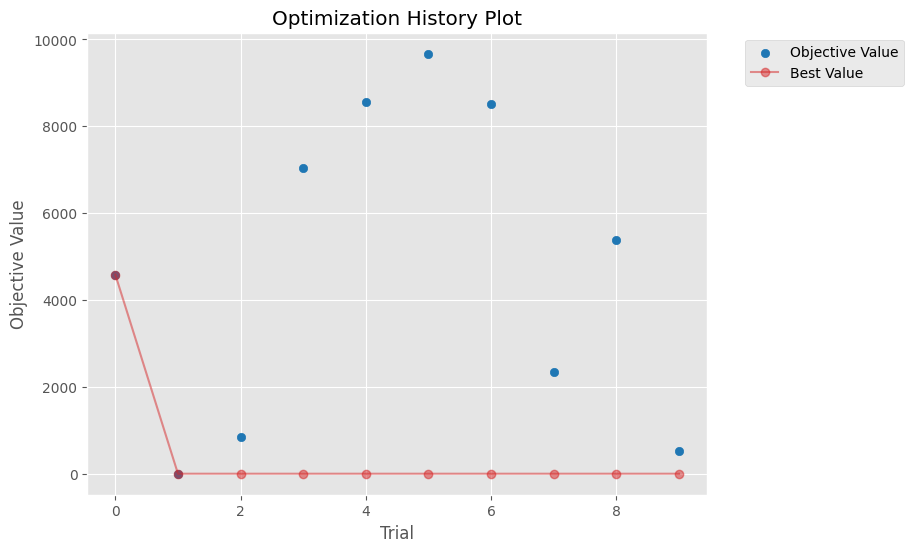 Optimization History Plot
10000
8000
6000
4000
2000
0
Objective Value
0 2 4 6 8
Trial
Objective Value
Best Value